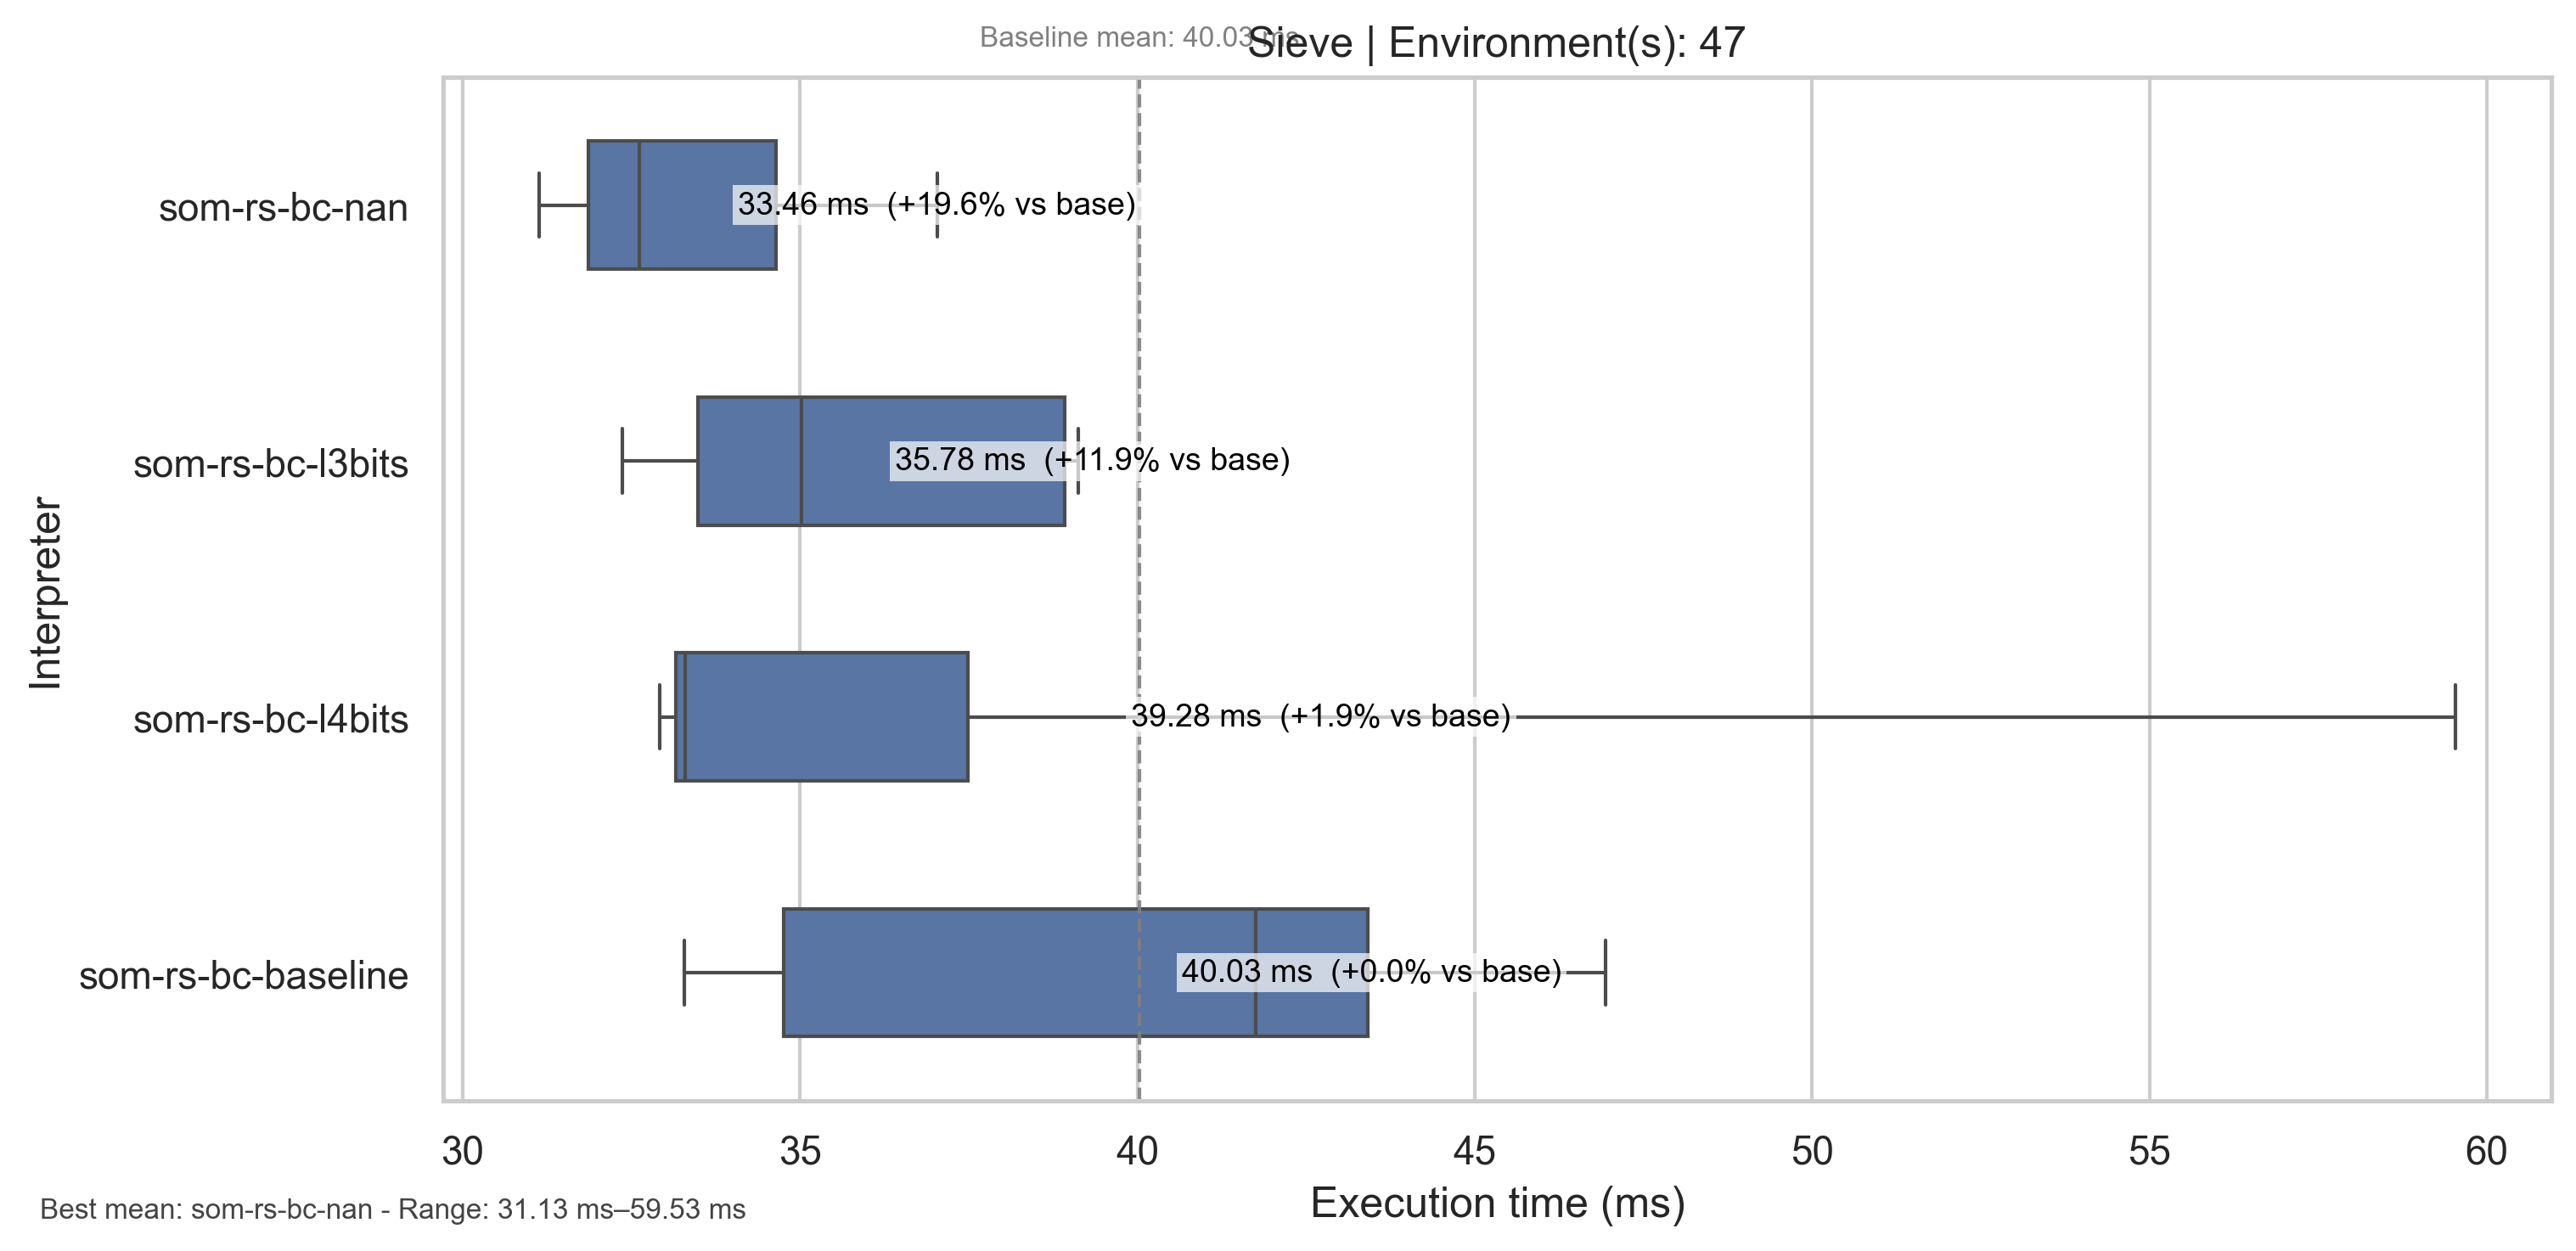 Baseline mean: 40.03 ms
Sieve | Environment(s): 47
som-rs-bc-nan
33.46 ms (+19.6% vs base)
som-rs-bc-l3bits
35.78 ms (+11.9% vs base)
Interpreter
som-rs-bc-l4bits
39.28 ms (+1.9% vs base)
som-rs-bc-baseline
40.03 ms (+0.0% vs base)
30 35 40 45 50 55 60
Execution time (ms)
Best mean: som-rs-bc-nan - Range: 31.13 ms–59.53 ms